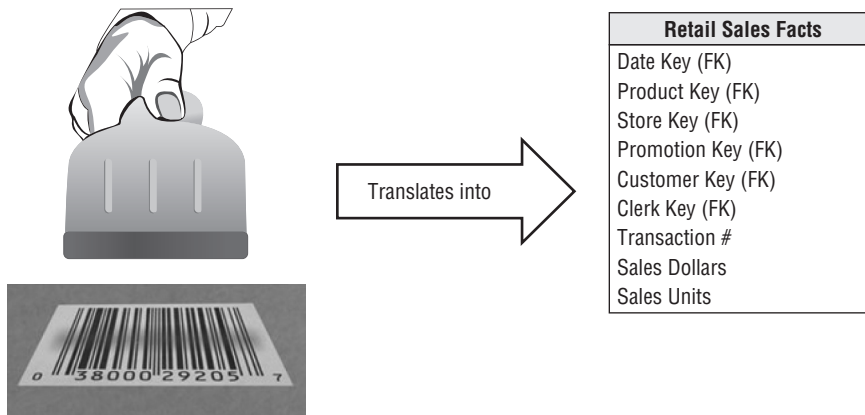 Retail Sales Facts
Date Key (FK)
Product Key (FK)
Store Key (FK)
Promotion Key (FK)
Customer Key (FK)
Clerk Key (FK)
Transaction #
Sales Dollars
Sales Units
Translates into
0 38000 29205 7